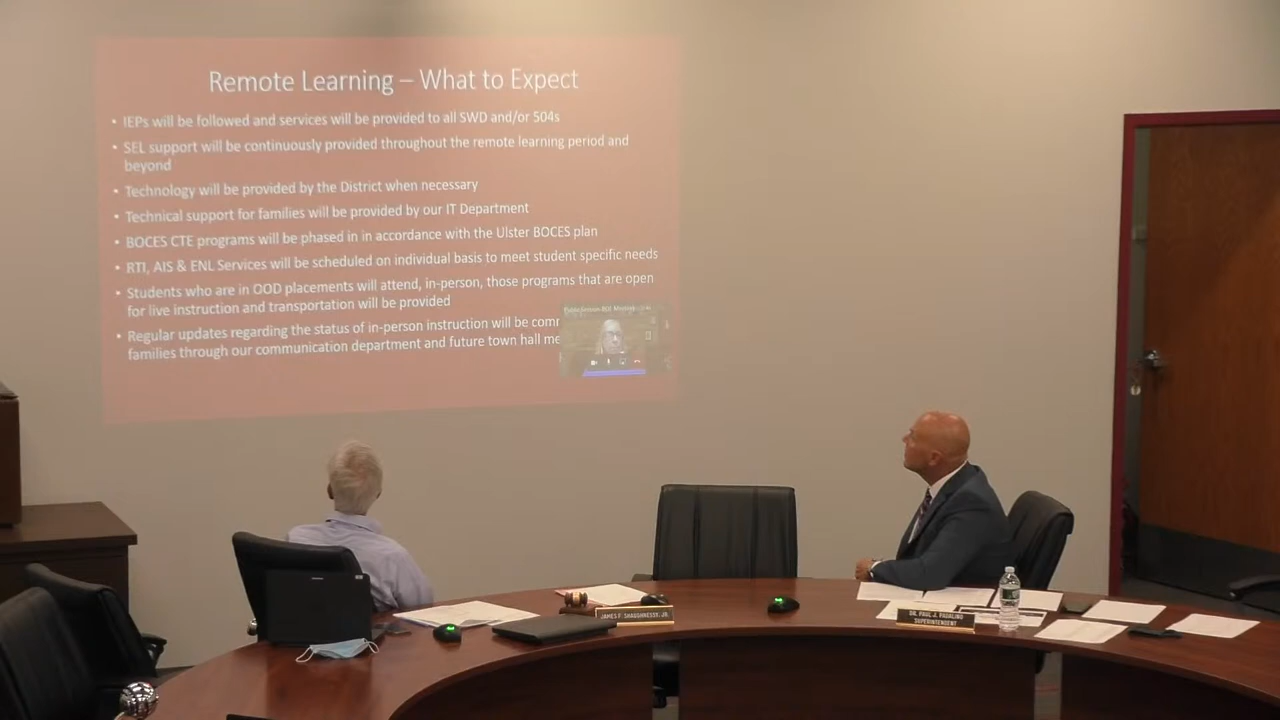 Remote Learning – What to Expect
• IEPs will be followed and services will be provided to all SWD and/or 504s
• SEL support will be continuously provided throughout the remote learning period and
beyond
• Technology will be provided by the District when necessary
• Technical support for families will be provided by our IT Department
• BOCES CTE programs will be phased in in accordance with the Ulster BOCES plan
• RTI, AIS & ENL Services will be scheduled on individual basis to meet student specific needs
• Students who are in OOD placements will attend, in-person, those programs that are open
for live instruction and transportation will be provided
• Regular updates regarding the status of in-person instruction will be com
families through our communication department and future town hall me
JAMES F. SHAUGHNESSY, JR.
DR. PAUL J. PADALINO
SUPERINTENDENT